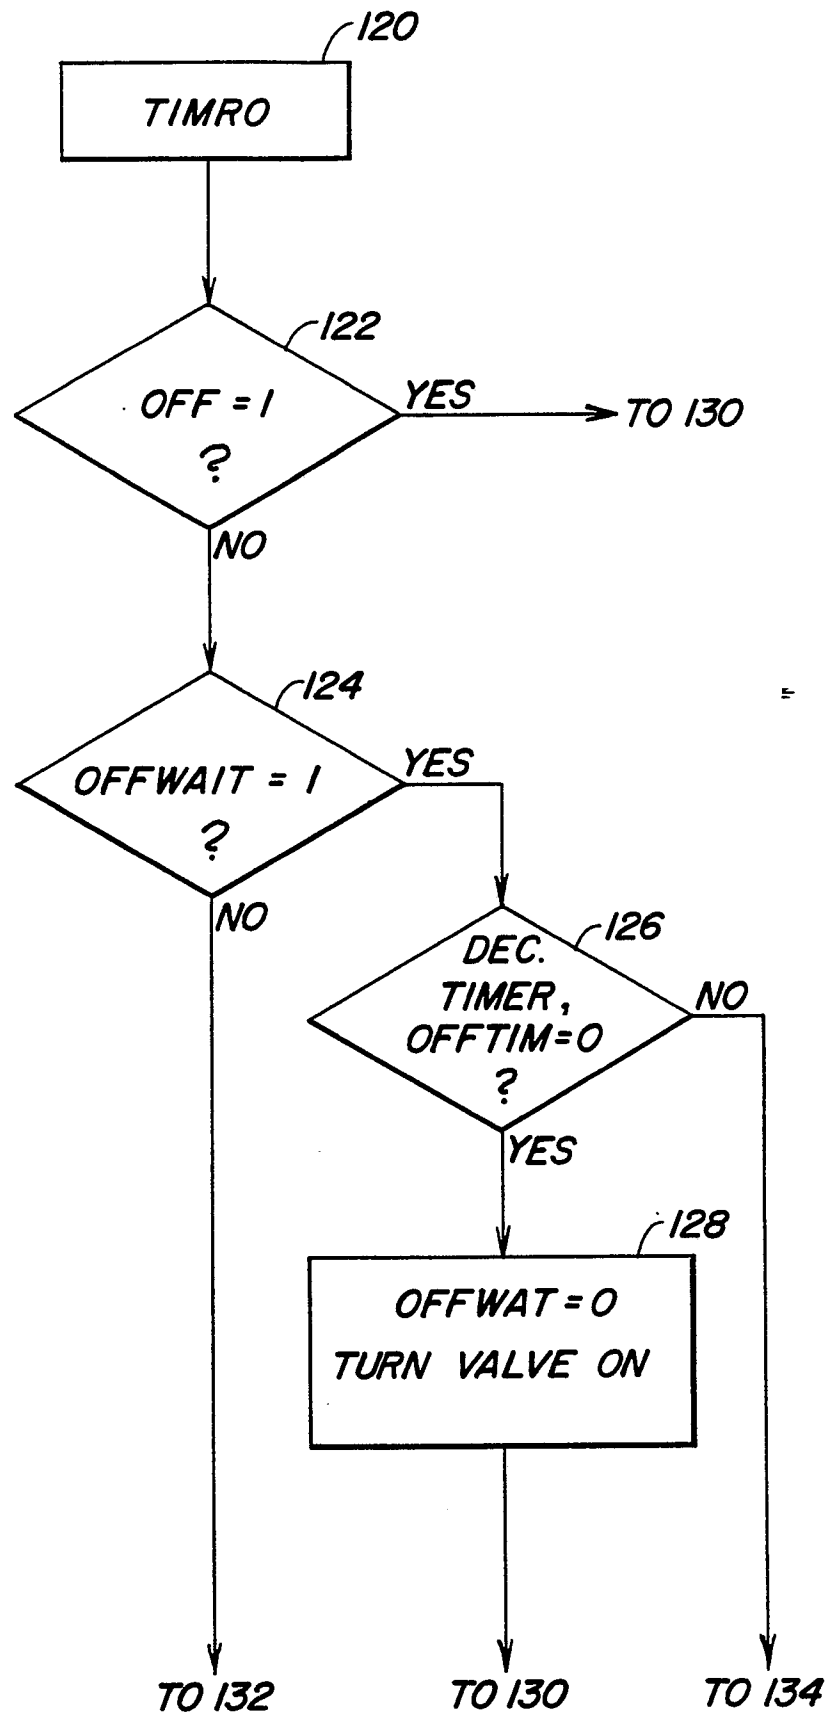 120
TIMRO
122
OFF = 1
?
YES
TO 130
NO
124
OFFWAIT = 1
?
YES
NO
126
DEC.
TIMER,
OFFTIM=0
?
NO
YES
128
OFFWAT=0
TURN VALVE ON
TO 132
TO 130
TO 134